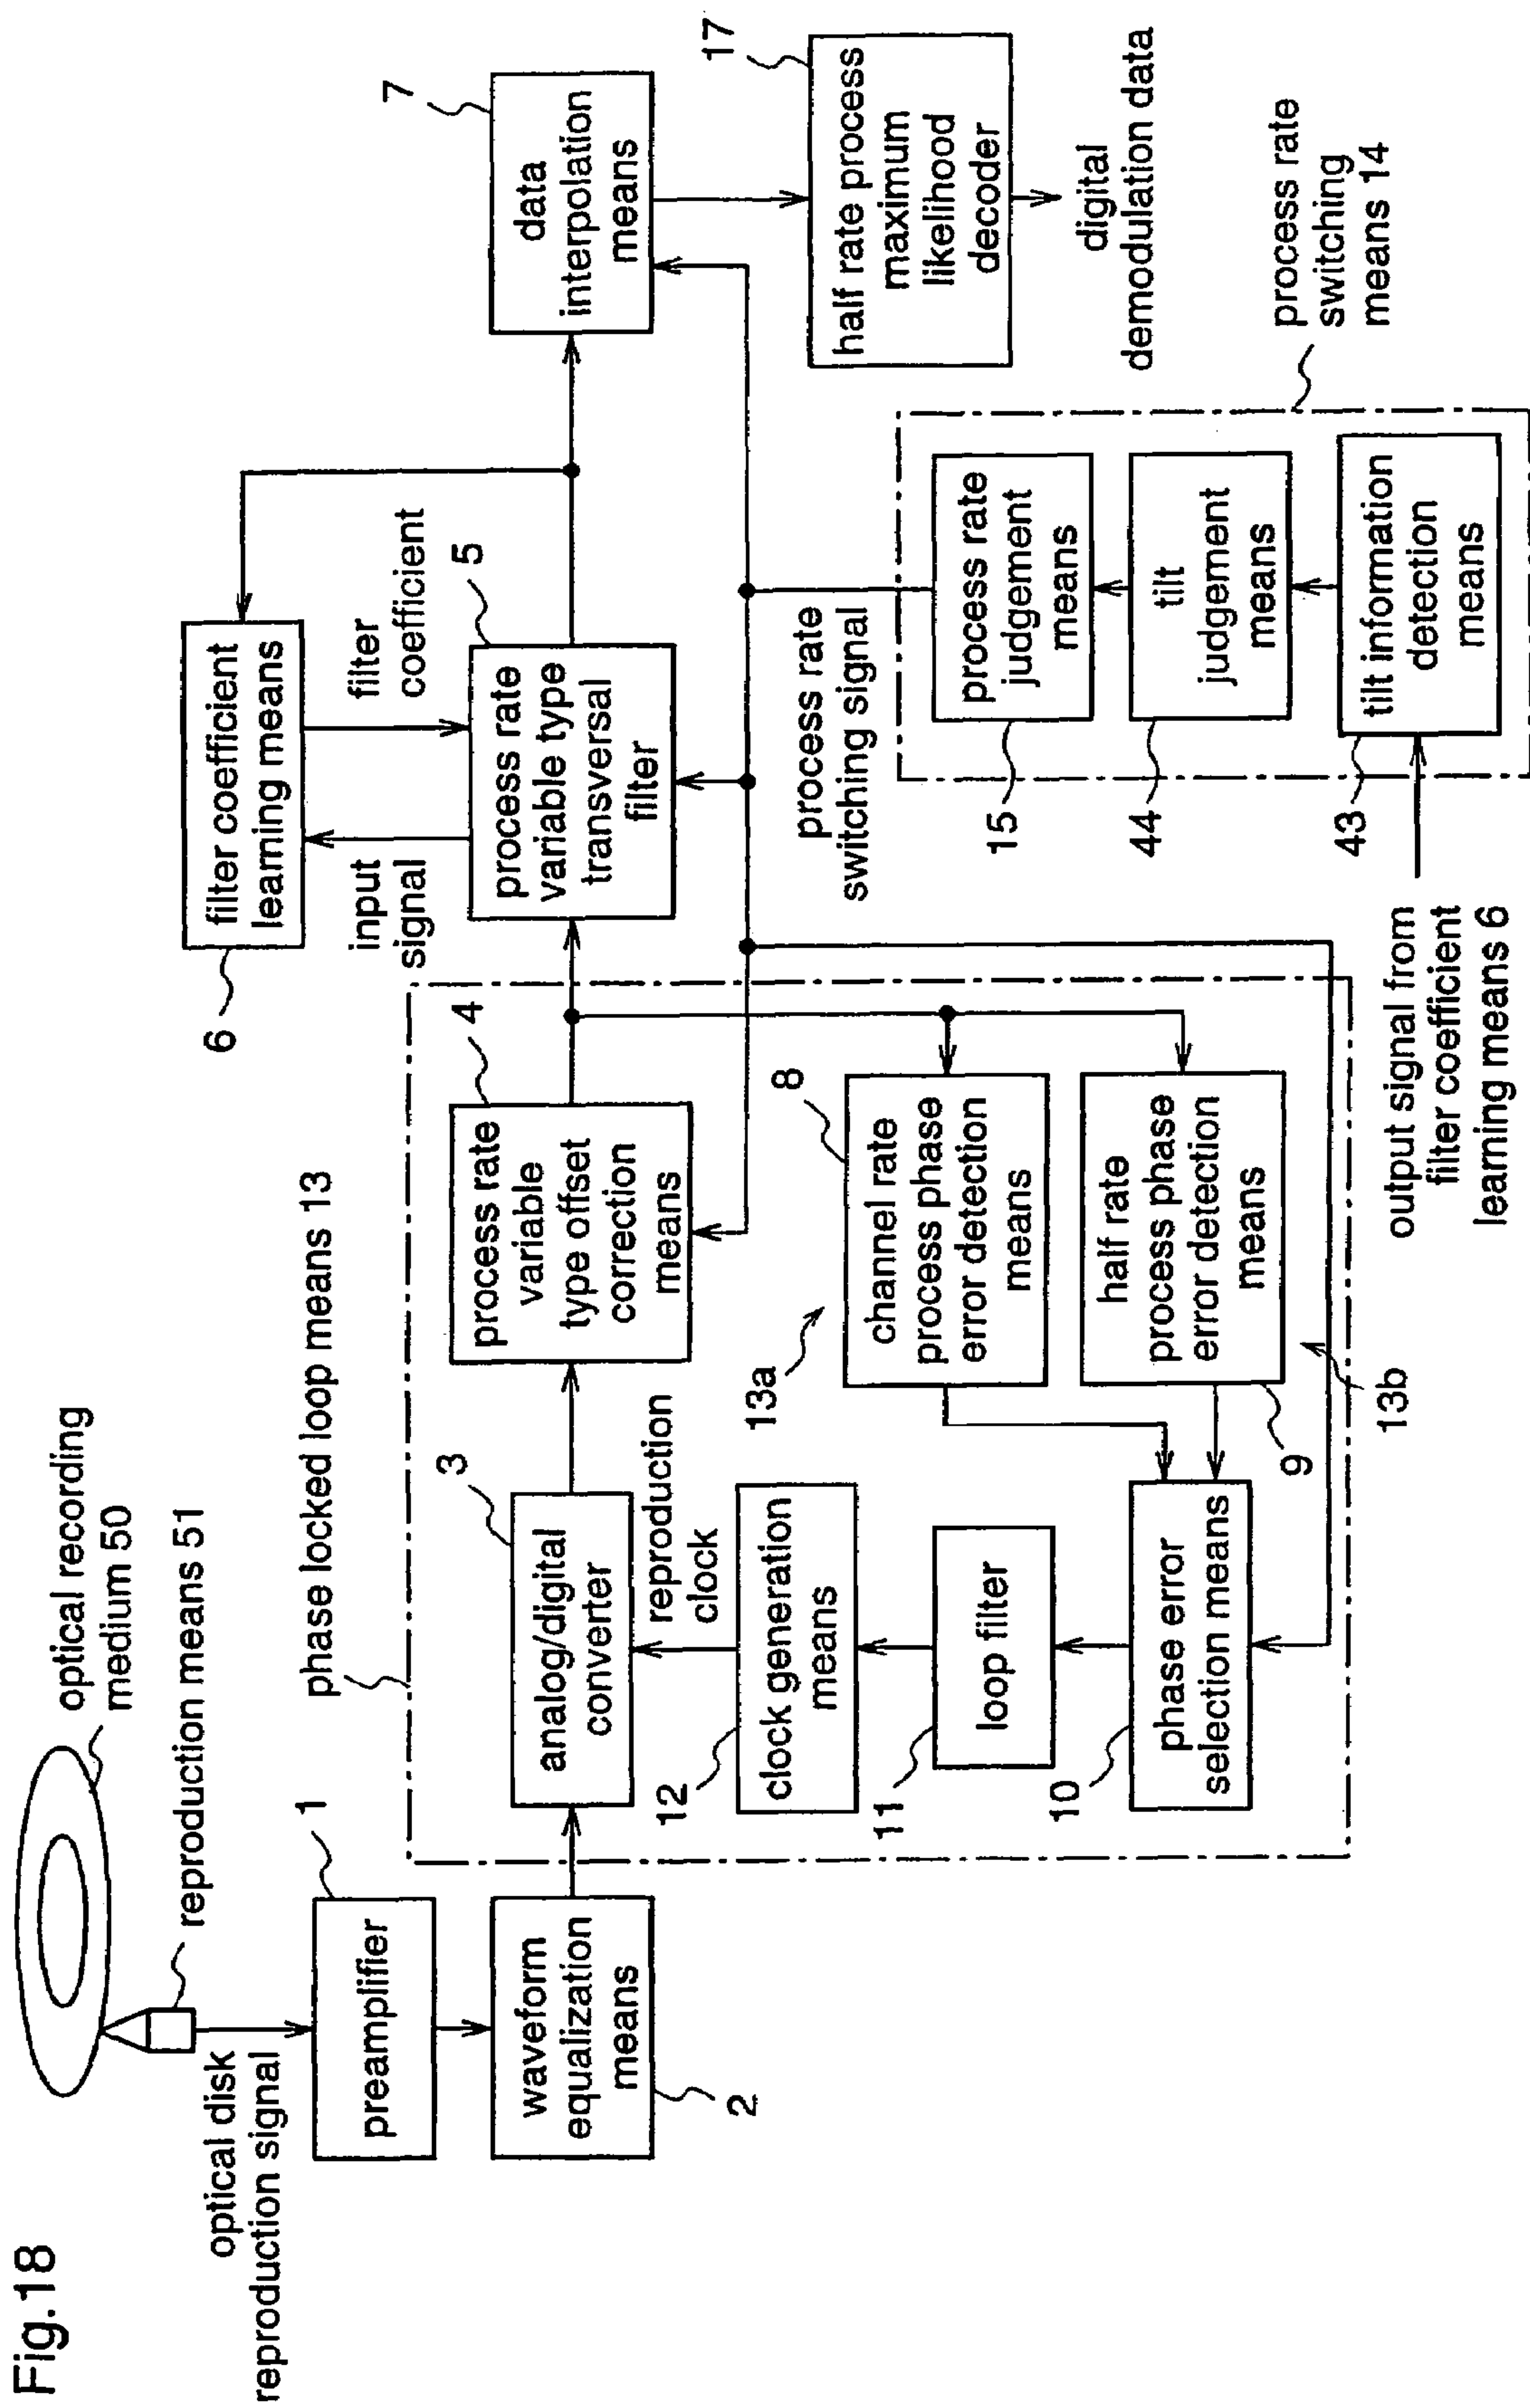 Fig.18
optical recording
medium 50
reproduction means 51
optical disk
reproduction signal
1
preamplifier
waveform
equalization
means
2
phase locked loop means 13
3
analog/digital
converter
reproduction
clock
4
process rate
variable
type offset
correction
means
12
clock generation
means
11
loop filter
10
phase error
selection means
13a
8
channel rate
process phase
error detection
means
half rate
process phase
error detection
means
9
13b
6
filter coefficient
learning means
input
signal
filter
coefficient
5
process rate
variable type
transversal
filter
7
data
interpolation
means
17
half rate process
maximum
likelihood
decoder
digital
demodulation data
process rate
switching signal
process rate
switching
means 14
15
process rate
judgement
means
44
tilt
judgement
means
43
tilt information
detection
means
output signal from
filter coefficient
learning means 6